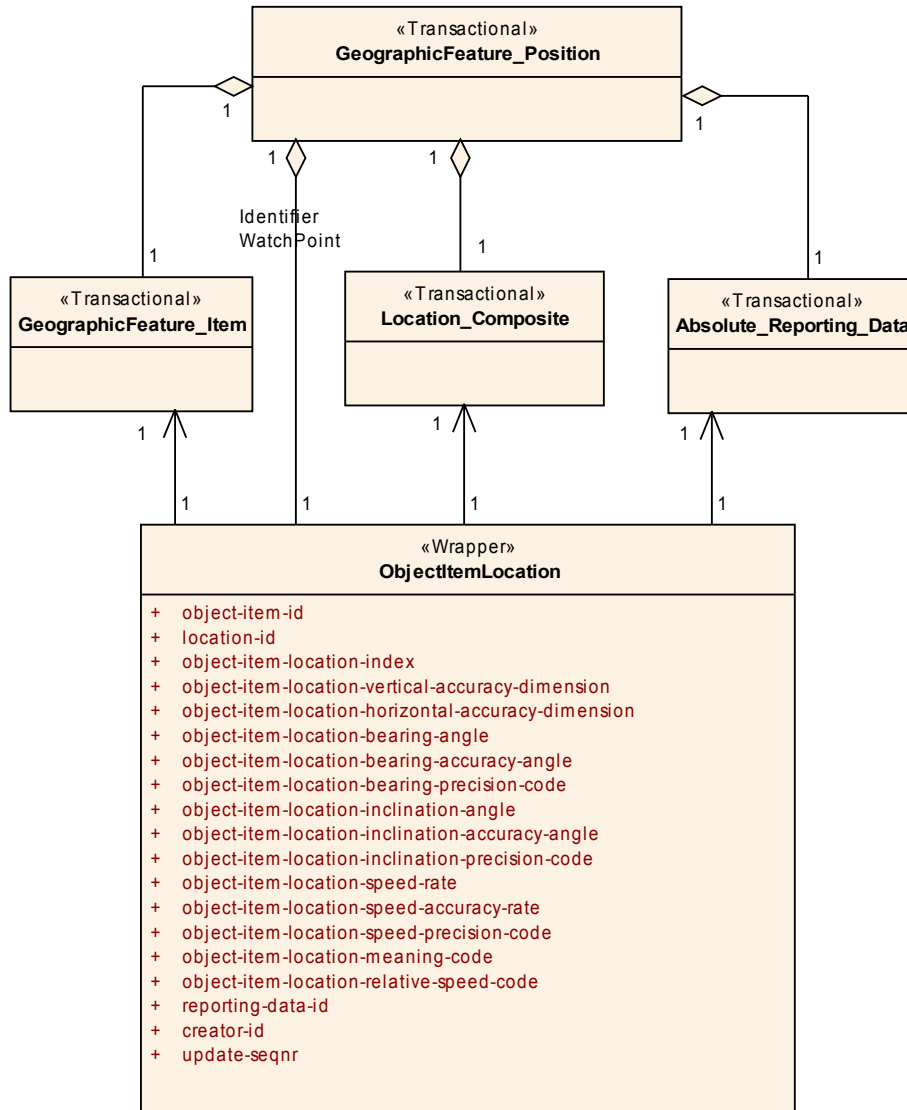 «Transactional»
GeographicFeature_Position
1
1
1
1
Identifier
WatchPoint
1
1
1
«Transactional»
GeographicFeature_Item
«Transactional»
Location_Composite
«Transactional»
Absolute_Reporting_Data
1
1
1
1
1
1
1
«Wrapper»
ObjectItemLocation
+ object-item-id
+ location-id
+ object-item-location-index
+ object-item-location-vertical-accuracy-dimension
+ object-item-location-horizontal-accuracy-dimension
+ object-item-location-bearing-angle
+ object-item-location-bearing-accuracy-angle
+ object-item-location-bearing-precision-code
+ object-item-location-inclination-angle
+ object-item-location-inclination-accuracy-angle
+ object-item-location-inclination-precision-code
+ object-item-location-speed-rate
+ object-item-location-speed-accuracy-rate
+ object-item-location-speed-precision-code
+ object-item-location-meaning-code
+ object-item-location-relative-speed-code
+ reporting-data-id
+ creator-id
+ update-seqnr